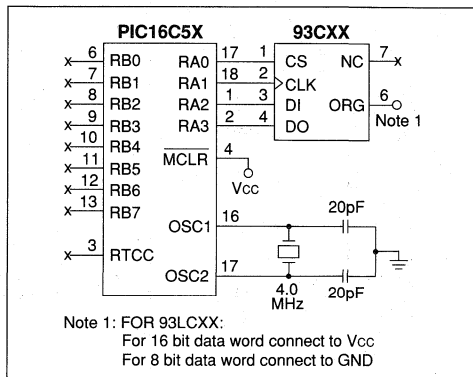 PIC16C5X 93CXX
6 RB0 RA0 17 1 CS NC 7
7 RB1 RA1 18 2 CLK
8 RB2 RA2 1 3 DI ORG 6
9 RB3 RA3 2 4 DO Note 1
10 RB4
11 RB5 MCLR 4
12 RB6 Vcc
13 RB7
OSC1 16 20pF
3 RTCC
OSC2 17
4.0 MHz 20pF
Note 1: FOR 93LCXX:
For 16 bit data word connect to Vcc
For 8 bit data word connect to GND